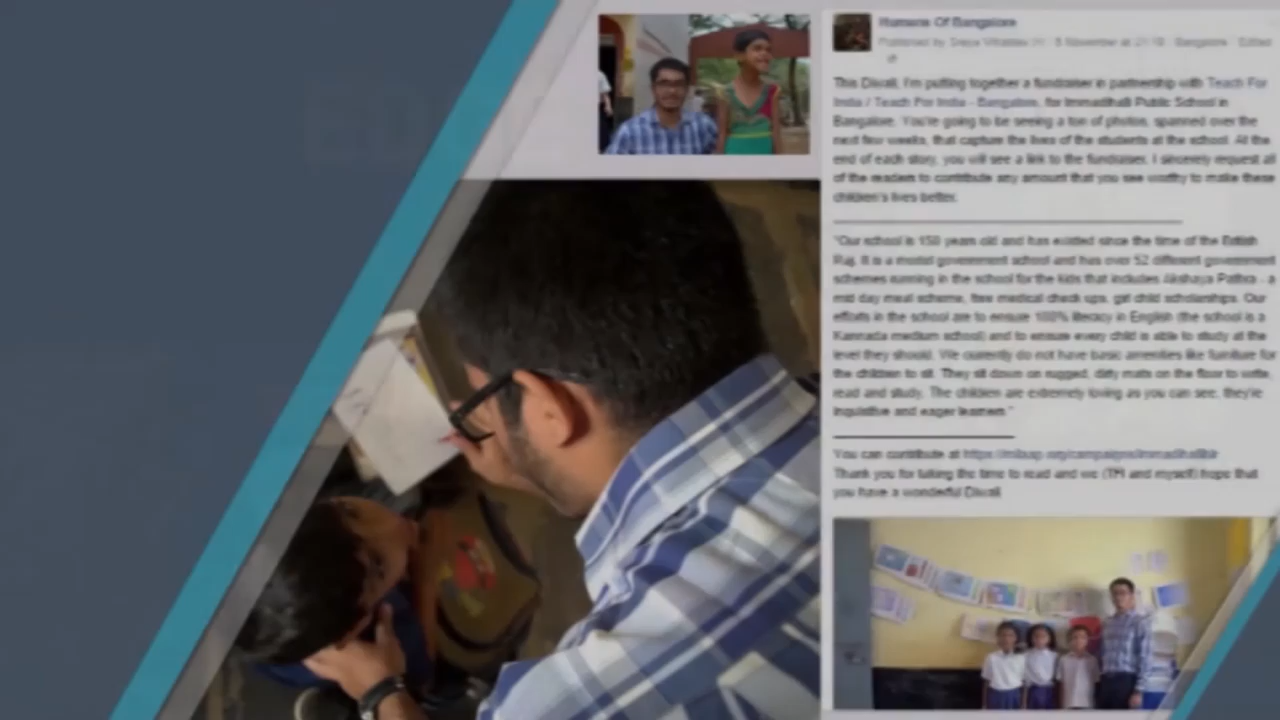 ED
Humans Of Bangalore
Published by 5 November at 21:19 · Bangalore · Edited
This Diwali, I'm putting together a fundraiser in partnership with Teach For
India / Teach For India - Bangalore, for Immadihalli Public School in
Bangalore. You're going to be seeing a ton of photos, spanned over the
next few weeks, that capture the lives of the students at the school. At the
end of each story, you will see a link to the fundraiser. I sincerely request all
of the readers to contribute any amount that you see worthy to make these
children's lives better.
"Our school is 150 years old and has existed since the time of the British
Raj. It is a model government school and has over 52 different government
schemes running in the school for the kids that includes Akshaya Pathra - a
mid day meal scheme, free medical check ups, girl child scholarships. Our
efforts in the school are to ensure 100% literacy in English (the school is a
Kannada medium school) and to ensure every child is able to study at the
level they should. We currently do not have basic amenities like furniture for
the children to sit. They sit down on rugged, dirty mats on the floor to write,
read and study. The children are extremely loving as you can see, they're
inquisitive and eager learners."
You can contribute at
Thank you for taking the time to read and we (TFI and myself) hope that
you have a wonderful Diwali